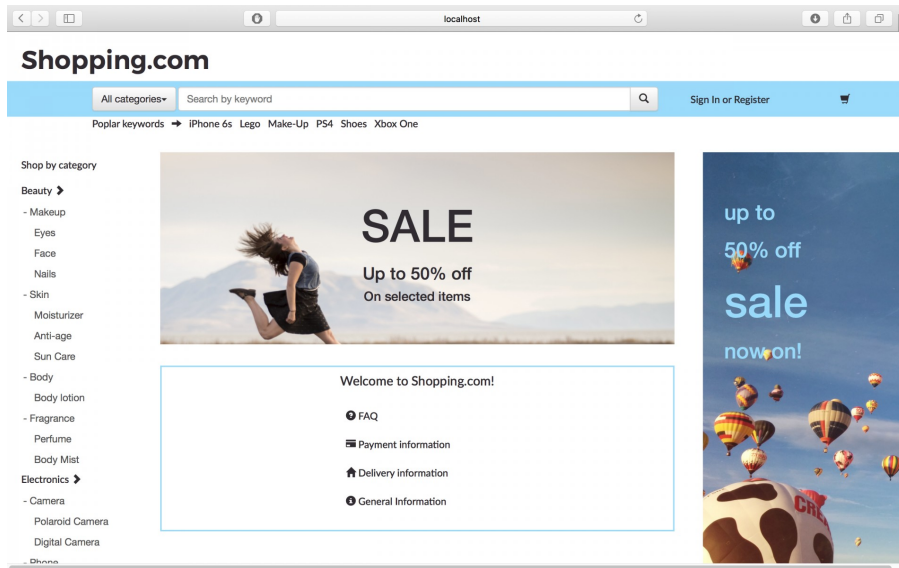 localhost
Shopping.com
All categories Search by keyword Sign In or Register
Poplar keywords ➔ iPhone 6s Lego Make-Up PS4 Shoes Xbox One
Shop by category
Beauty
- Makeup
Eyes
Face
Nails
- Skin
Moisturizer
Anti-age
Sun Care
- Body
Body lotion
- Fragrance
Perfume
Body Mist
Electronics
- Camera
Polaroid Camera
Digital Camera
- Phone
SALE
Up to 50% off
On selected items
Welcome to Shopping.com!
FAQ
Payment information
Delivery information
General Information
up to
50% off
sale
now on!